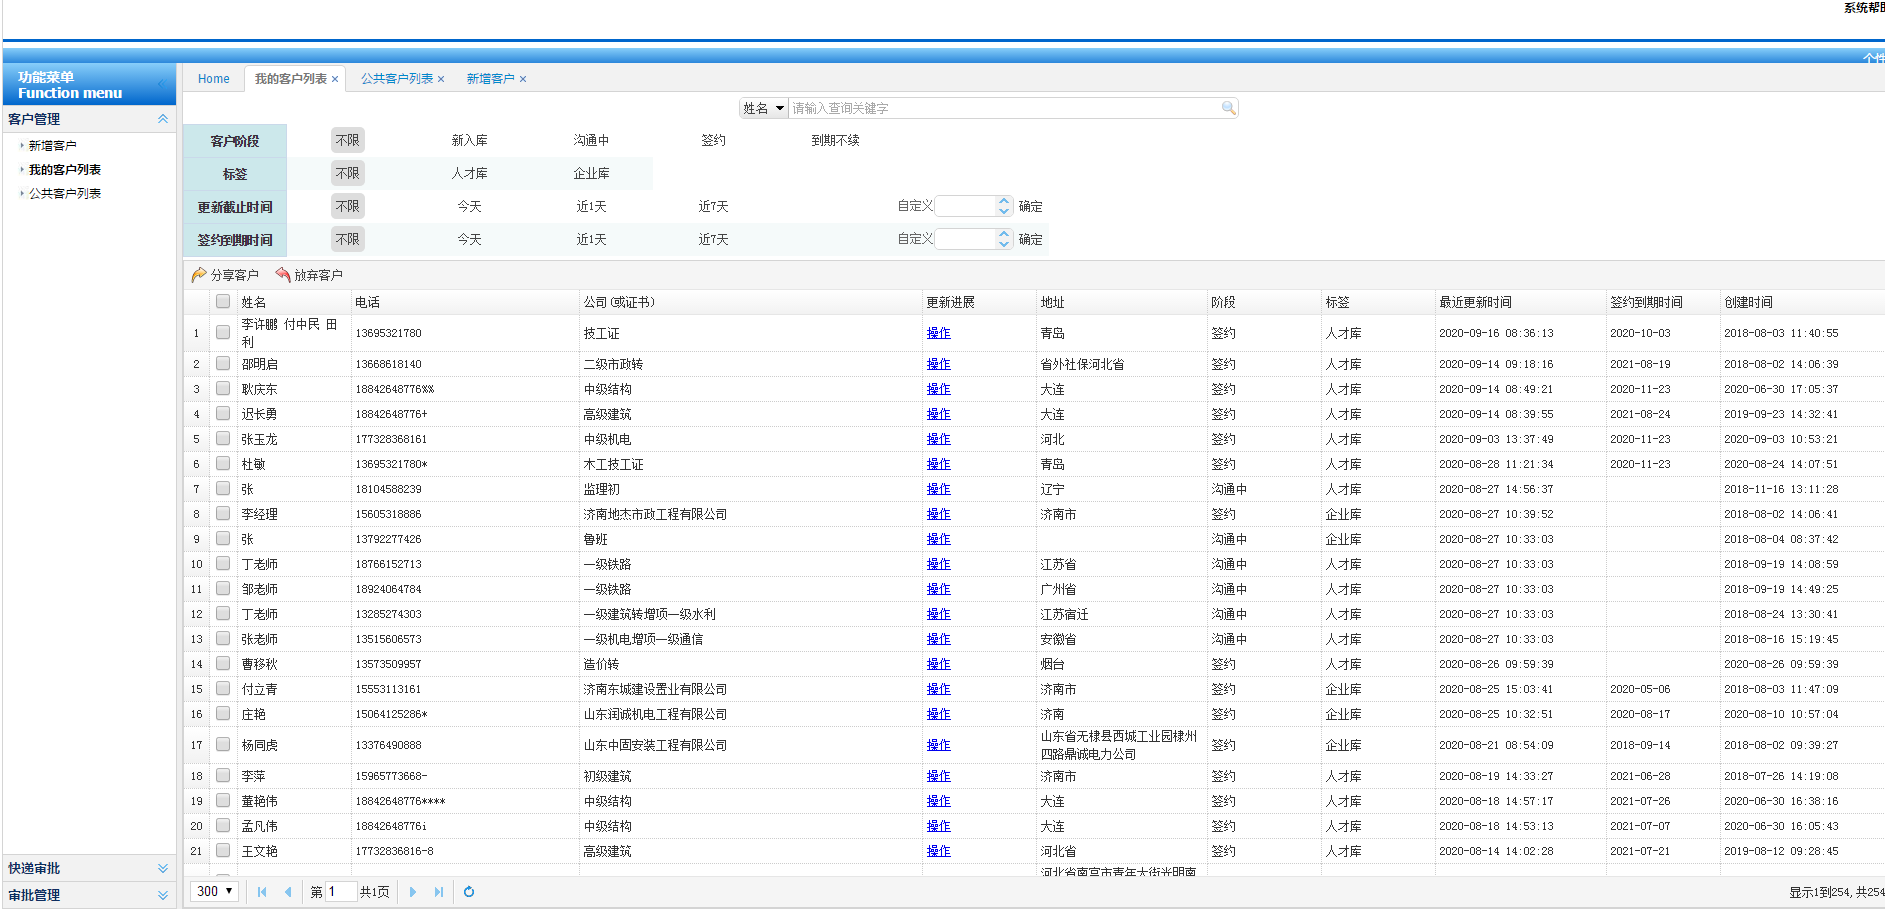 系统帮助
个性
功能菜单
Function menu
客户管理
新增客户
我的客户列表
公共客户列表
快递审批
审批管理
Home 我的客户列表 × 公共客户列表 × 新增客户 ×
姓名 请输入查询关键字
客户阶段 不限 新入库 沟通中 签约 到期不续
标签 不限 人才库 企业库
更新截止时间 不限 今天 近1天 近7天 自定义 确定
签约到期时间 不限 今天 近1天 近7天 自定义 确定
分享客户 放弃客户
姓名 电话 公司(或证书) 更新进展 地址 阶段 标签 最近更新时间 签约到期时间 创建时间
1 李许鹏 付中民 田利 13695321780 技工证 操作 青岛 签约 人才库 2020-09-16 08:36:13 2020-10-03 2018-08-03 11:40:55
2 邵明启 13668618140 二级市政转 操作 省外社保河北省 签约 人才库 2020-09-14 09:18:16 2021-08-19 2018-08-02 14:06:39
3 耿庆东 18842648776%% 中级结构 操作 大连 签约 人才库 2020-09-14 08:49:21 2020-11-23 2020-06-30 17:05:37
4 迟长勇 18842648776+ 高级建筑 操作 大连 签约 人才库 2020-09-14 08:39:55 2021-08-24 2019-09-23 14:32:41
5 张玉龙 177328368161 中级机电 操作 河北 签约 人才库 2020-09-03 13:37:49 2020-11-23 2020-09-03 10:53:21
6 杜敏 13695321780* 木工技工证 操作 青岛 签约 人才库 2020-08-28 11:21:34 2020-11-23 2020-08-24 14:07:51
7 张 18104588239 监理初 操作 辽宁 沟通中 人才库 2020-08-27 14:56:37 2018-11-16 13:11:28
8 李经理 15605318886 济南地杰市政工程有限公司 操作 济南市 签约 企业库 2020-08-27 10:39:52 2018-08-02 14:06:41
9 张 13792277426 鲁班 操作 沟通中 企业库 2020-08-27 10:33:03 2018-08-04 08:37:42
10 丁老师 18766152713 一级铁路 操作 江苏省 沟通中 人才库 2020-08-27 10:33:03 2018-09-19 14:08:59
11 邹老师 18924064784 一级铁路 操作 广州省 沟通中 人才库 2020-08-27 10:33:03 2018-09-19 14:49:25
12 丁老师 13285274303 一级建筑转增项一级水利 操作 江苏宿迁 沟通中 人才库 2020-08-27 10:33:03 2018-08-24 13:30:41
13 张老师 13515606573 一级机电增项一级通信 操作 安徽省 沟通中 人才库 2020-08-27 10:33:03 2018-08-16 15:19:45
14 曹移秋 13573509957 造价转 操作 烟台 签约 人才库 2020-08-26 09:59:39 2020-08-26 09:59:39
15 付立青 15553113161 济南东城建设置业有限公司 操作 济南市 签约 企业库 2020-08-25 15:03:41 2020-05-06 2018-08-03 11:47:09
16 庄艳 15064125286* 山东润诚机电工程有限公司 操作 济南 签约 企业库 2020-08-25 10:32:51 2020-08-17 2020-08-10 10:57:04
17 杨同虎 13376490888 山东中固安装工程有限公司 操作 山东省无棣县西城工业园棣州四路鼎诚电力公司 签约 企业库 2020-08-21 08:54:09 2018-09-14 2018-08-02 09:39:27
18 李萍 15965773668- 初级建筑 操作 济南市 签约 人才库 2020-08-19 14:33:27 2021-06-28 2018-07-26 14:19:08
19 董艳伟 18842648776**** 中级结构 操作 大连 签约 人才库 2020-08-18 14:57:17 2021-07-26 2020-06-30 16:38:16
20 孟凡伟 18842648776i 中级结构 操作 大连 签约 人才库 2020-08-18 14:53:13 2021-07-07 2020-06-30 16:05:43
21 王文艳 17732836816-8 高级建筑 操作 河北省 签约 人才库 2020-08-14 14:02:28 2021-07-21 2019-08-12 09:28:45
河北省南宫市青年大街光明南
300 第 1 共1页 显示1到254,共254